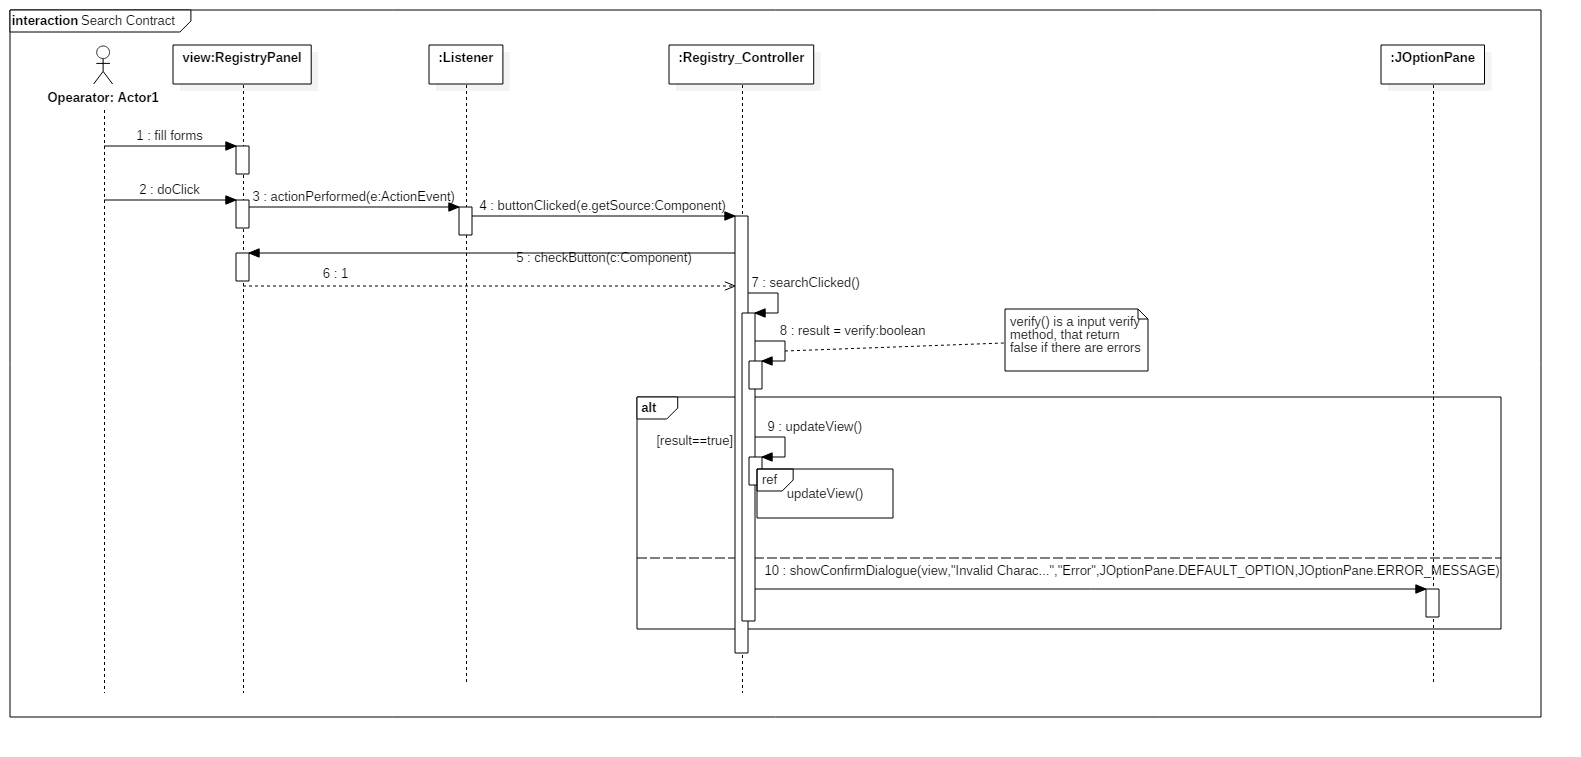 interaction Search Contract
view:RegistryPanel
:Listener
:Registry_Controller
:JOptionPane
Opearator: Actor1
1 : fill forms
2 : doClick
3 : actionPerformed(e:ActionEvent)
4 : buttonClicked(e.getSource:Component)
5 : checkButton(c:Component)
6 : 1
7 : searchClicked()
8 : result = verify:boolean
verify() is a input verify
method, that return
false if there are errors
alt
9 : updateView()
[result==true]
ref
updateView()
10 : showConfirmDialogue(view,"Invalid Charac...","Error",JOptionPane.DEFAULT_OPTION,JOptionPane.ERROR_MESSAGE)